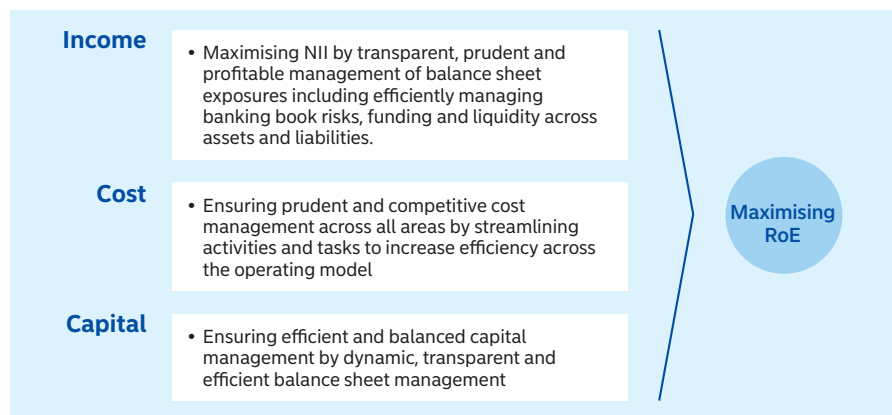 Income
• Maximising NII by transparent, prudent and
profitable management of balance sheet
exposures including efficiently managing
banking book risks, funding and liquidity across
assets and liabilities.
Cost
• Ensuring prudent and competitive cost
management across all areas by streamlining
activities and tasks to increase efficiency across
the operating model
Capital
• Ensuring efficient and balanced capital
management by dynamic, transparent and
efficient balance sheet management
Maximising
RoE